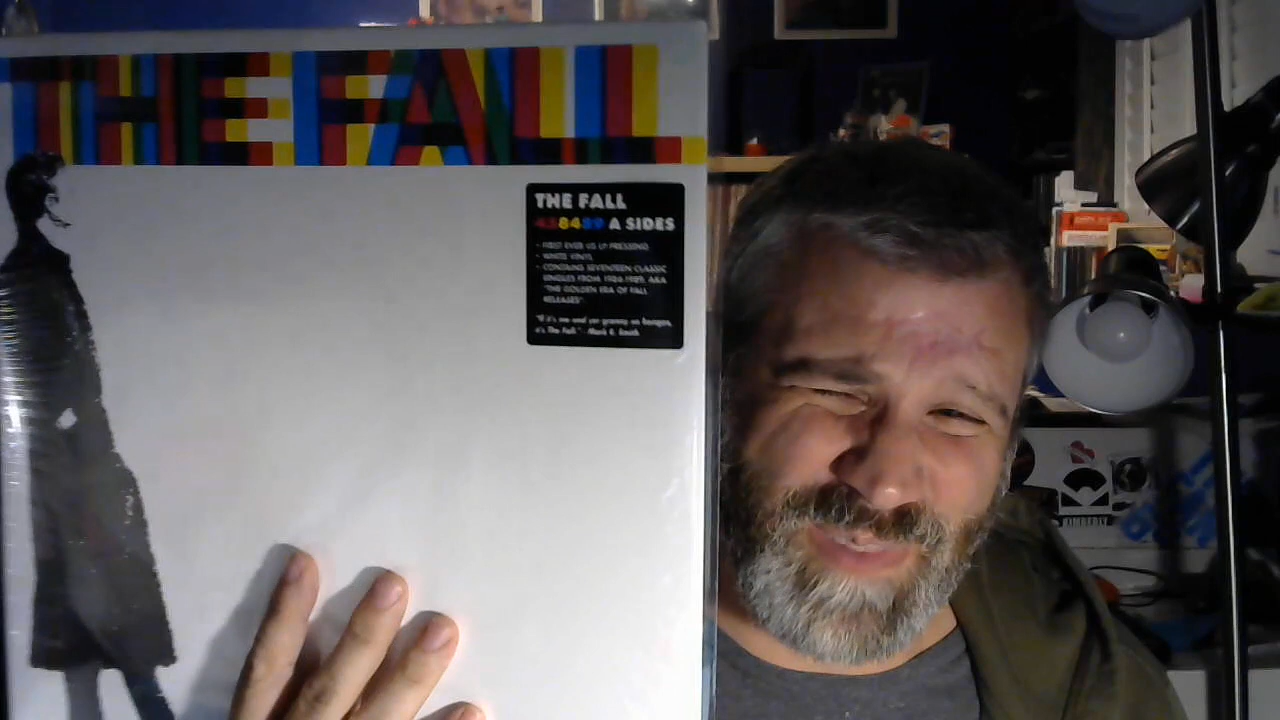 THE FALL
THE FALL
458489 A SIDES
- FIRST EVER US LP PRESSING
- WHITE VINYL
- CONTAINS SEVENTEEN CLASSIC
SINGLES FROM 1984-1989, AKA
"THE GOLDEN ERA OF FALL
RELEASES"
"If it's me and yer granny on bongos,
it's The Fall." - Mark E. Smith
KIMBERLY